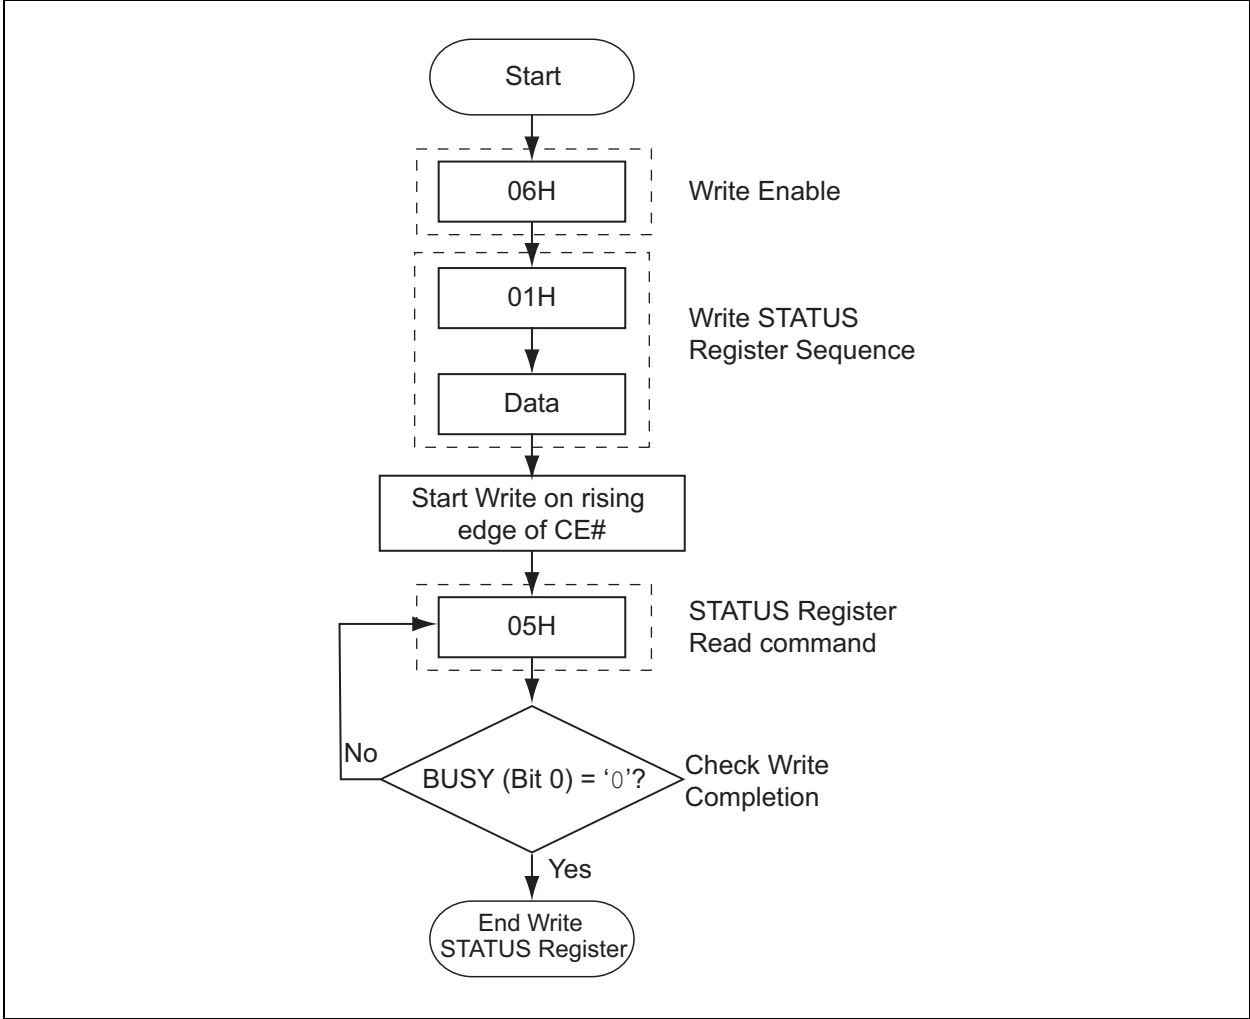 Start
06H
Write Enable
01H
Write STATUS
Register Sequence
Data
Start Write on rising
edge of CE#
05H
STATUS Register
Read command
No
BUSY (Bit 0) = ‘0’?
Check Write
Completion
Yes
End Write
STATUS Register